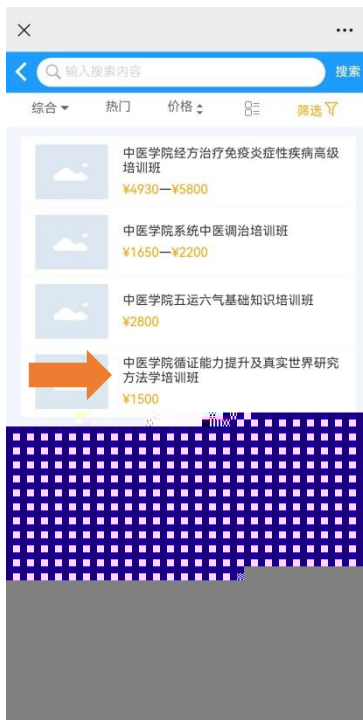 输入搜索内容 搜索
综合 热门 价格 筛选
中医学院经方治疗免疫炎症性疾病高级
培训班
¥4930—¥5800
中医学院系统中医调治培训班
¥1650—¥2200
中医学院五运六气基础知识培训班
¥2800
中医学院循证能力提升及真实世界研究
方法学培训班
¥1500